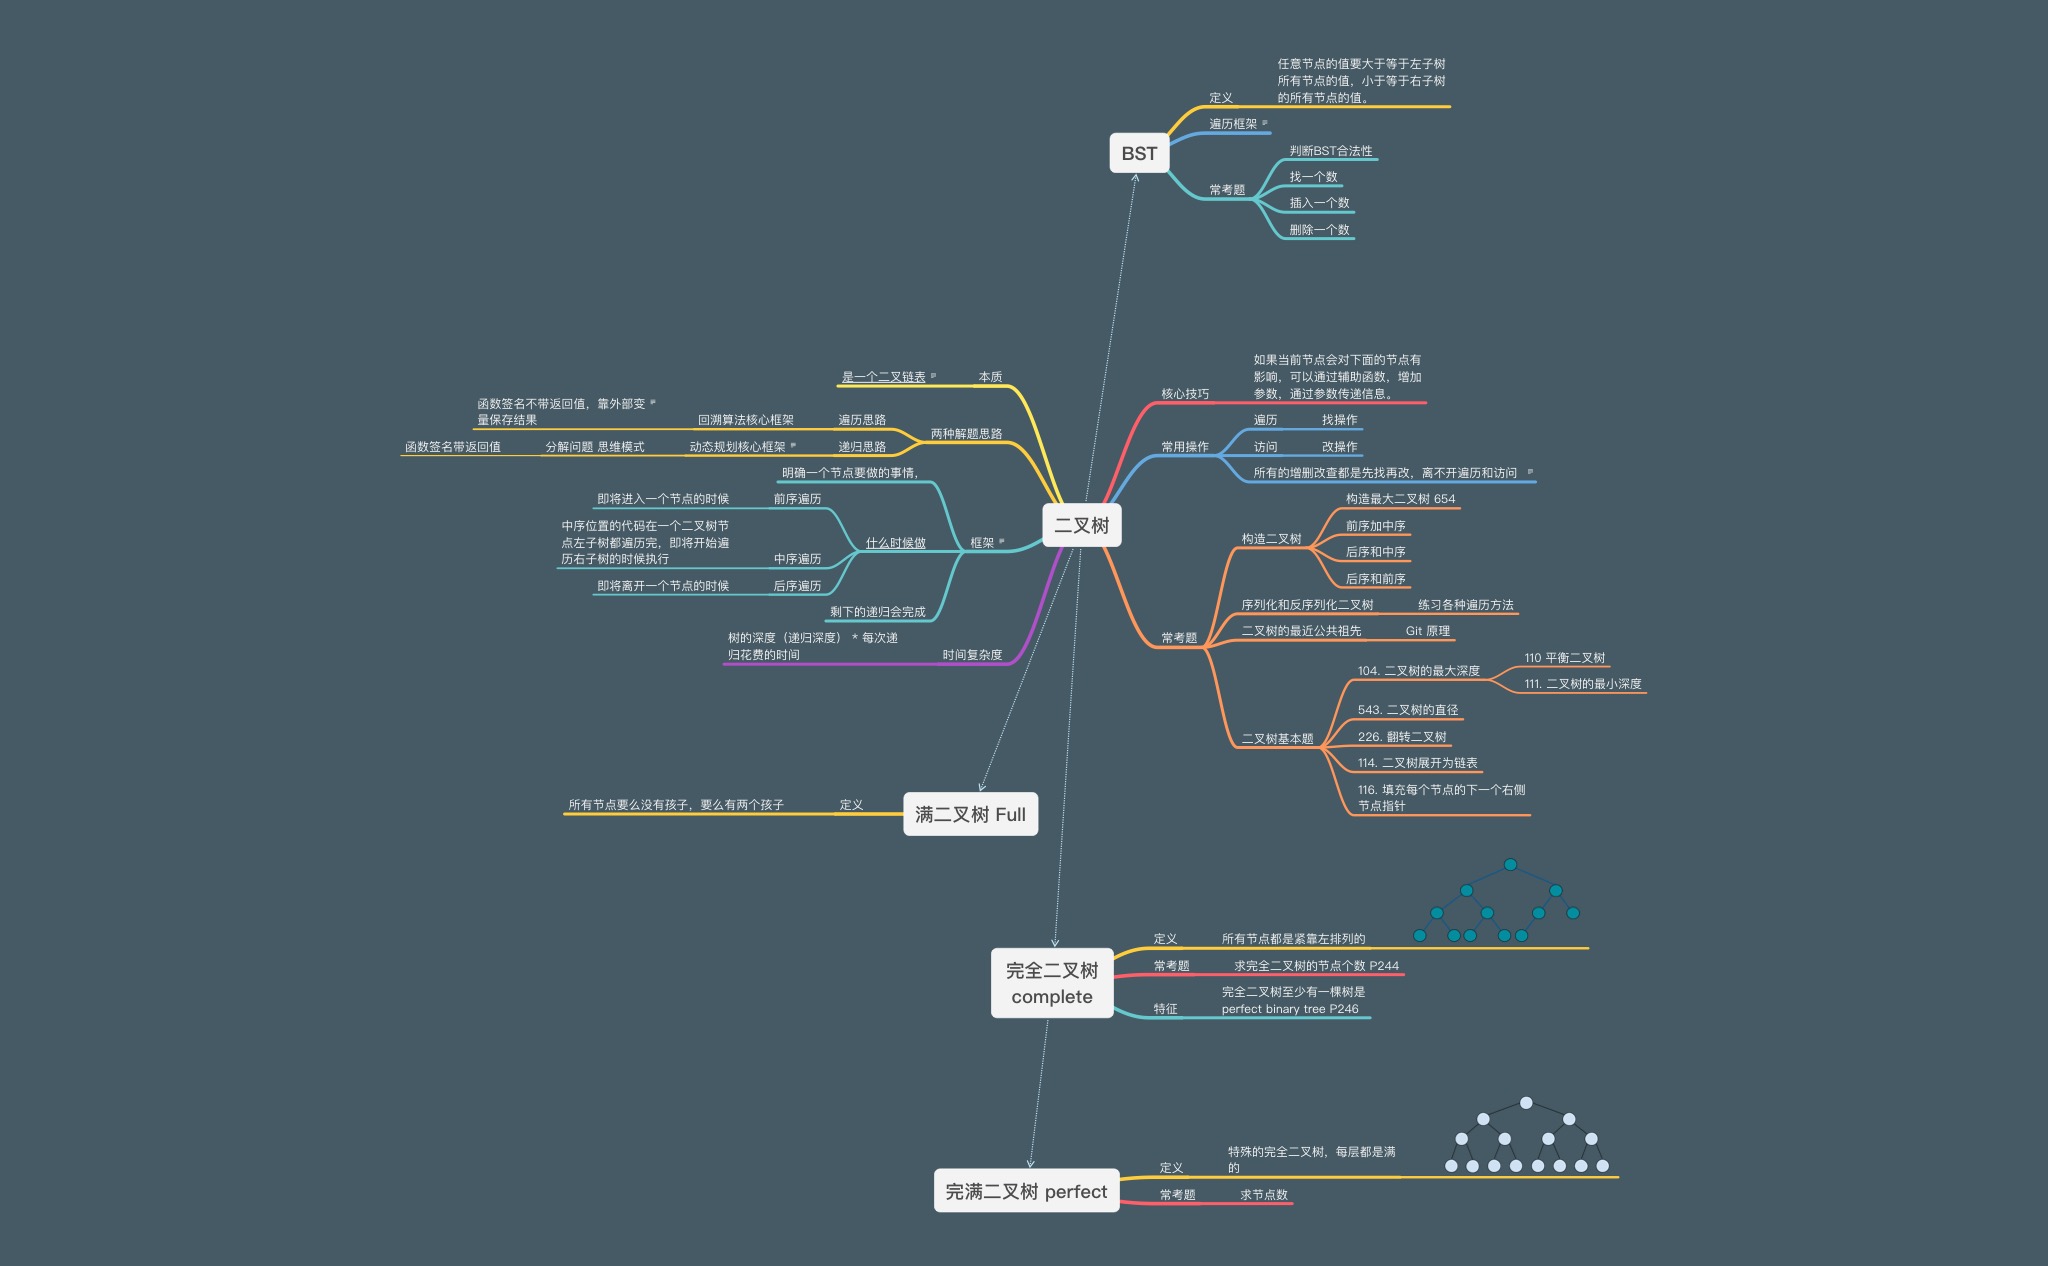 任意节点的值要大于等于左子树
所有节点的值，小于等于右子树
的所有节点的值。
定义
遍历框架
BST
判断BST合法性
常考题
找一个数
插入一个数
删除一个数
是一个二叉链表
本质
函数签名不带返回值，靠外部变
量保存结果
回溯算法核心框架
遍历思路
两种解题思路
函数签名带返回值
分解问题 思维模式
动态规划核心框架
递归思路
明确一个节点要做的事情，
即将进入一个节点的时候
前序遍历
中序位置的代码在一个二叉树节
点左子树都遍历完，即将开始遍
历右子树的时候执行
中序遍历
什么时候做
框架
即将离开一个节点的时候
后序遍历
剩下的递归会完成
树的深度（递归深度） * 每次递
归花费的时间
时间复杂度
二叉树
核心技巧
如果当前节点会对下面的节点有
影响，可以通过辅助函数，增加
参数，通过参数传递信息。
常用操作
遍历
找操作
访问
改操作
所有的增删改查都是先找再改，离不开遍历和访问
常考题
构造二叉树
构造最大二叉树 654
前序加中序
后序和中序
后序和前序
序列化和反序列化二叉树
练习各种遍历方法
二叉树的最近公共祖先
Git 原理
二叉树基本题
104. 二叉树的最大深度
110 平衡二叉树
111. 二叉树的最小深度
543. 二叉树的直径
226. 翻转二叉树
114. 二叉树展开为链表
116. 填充每个节点的下一个右侧
节点指针
所有节点要么没有孩子，要么有两个孩子
定义
满二叉树 Full
完全二叉树
complete
定义
所有节点都是紧靠左排列的
常考题
求完全二叉树的节点个数 P244
特征
完全二叉树至少有一棵树是
perfect binary tree P246
完满二叉树 perfect
定义
特殊的完全二叉树，每层都是满
的
常考题
求节点数